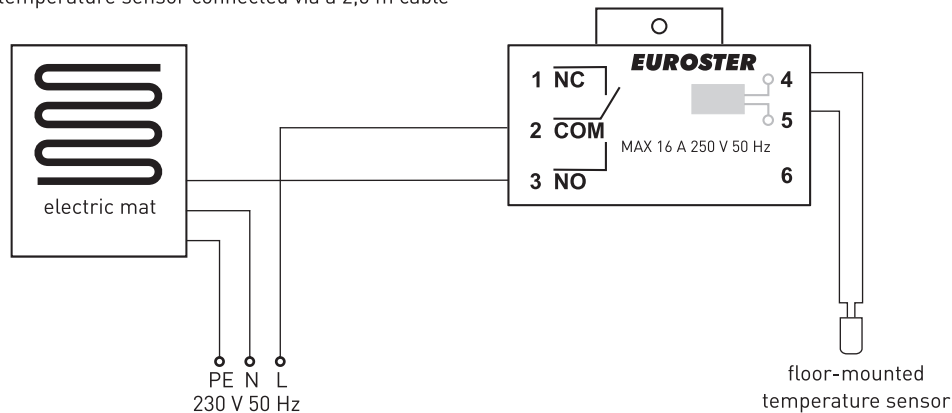 temperature sensor connected via a 2,8 m cable
EUROSTER
1 NC
4
2 COM
5
MAX 16 A 250 V 50 Hz
3 NO
6
electric mat
PE N L
230 V 50 Hz
floor-mounted
temperature sensor